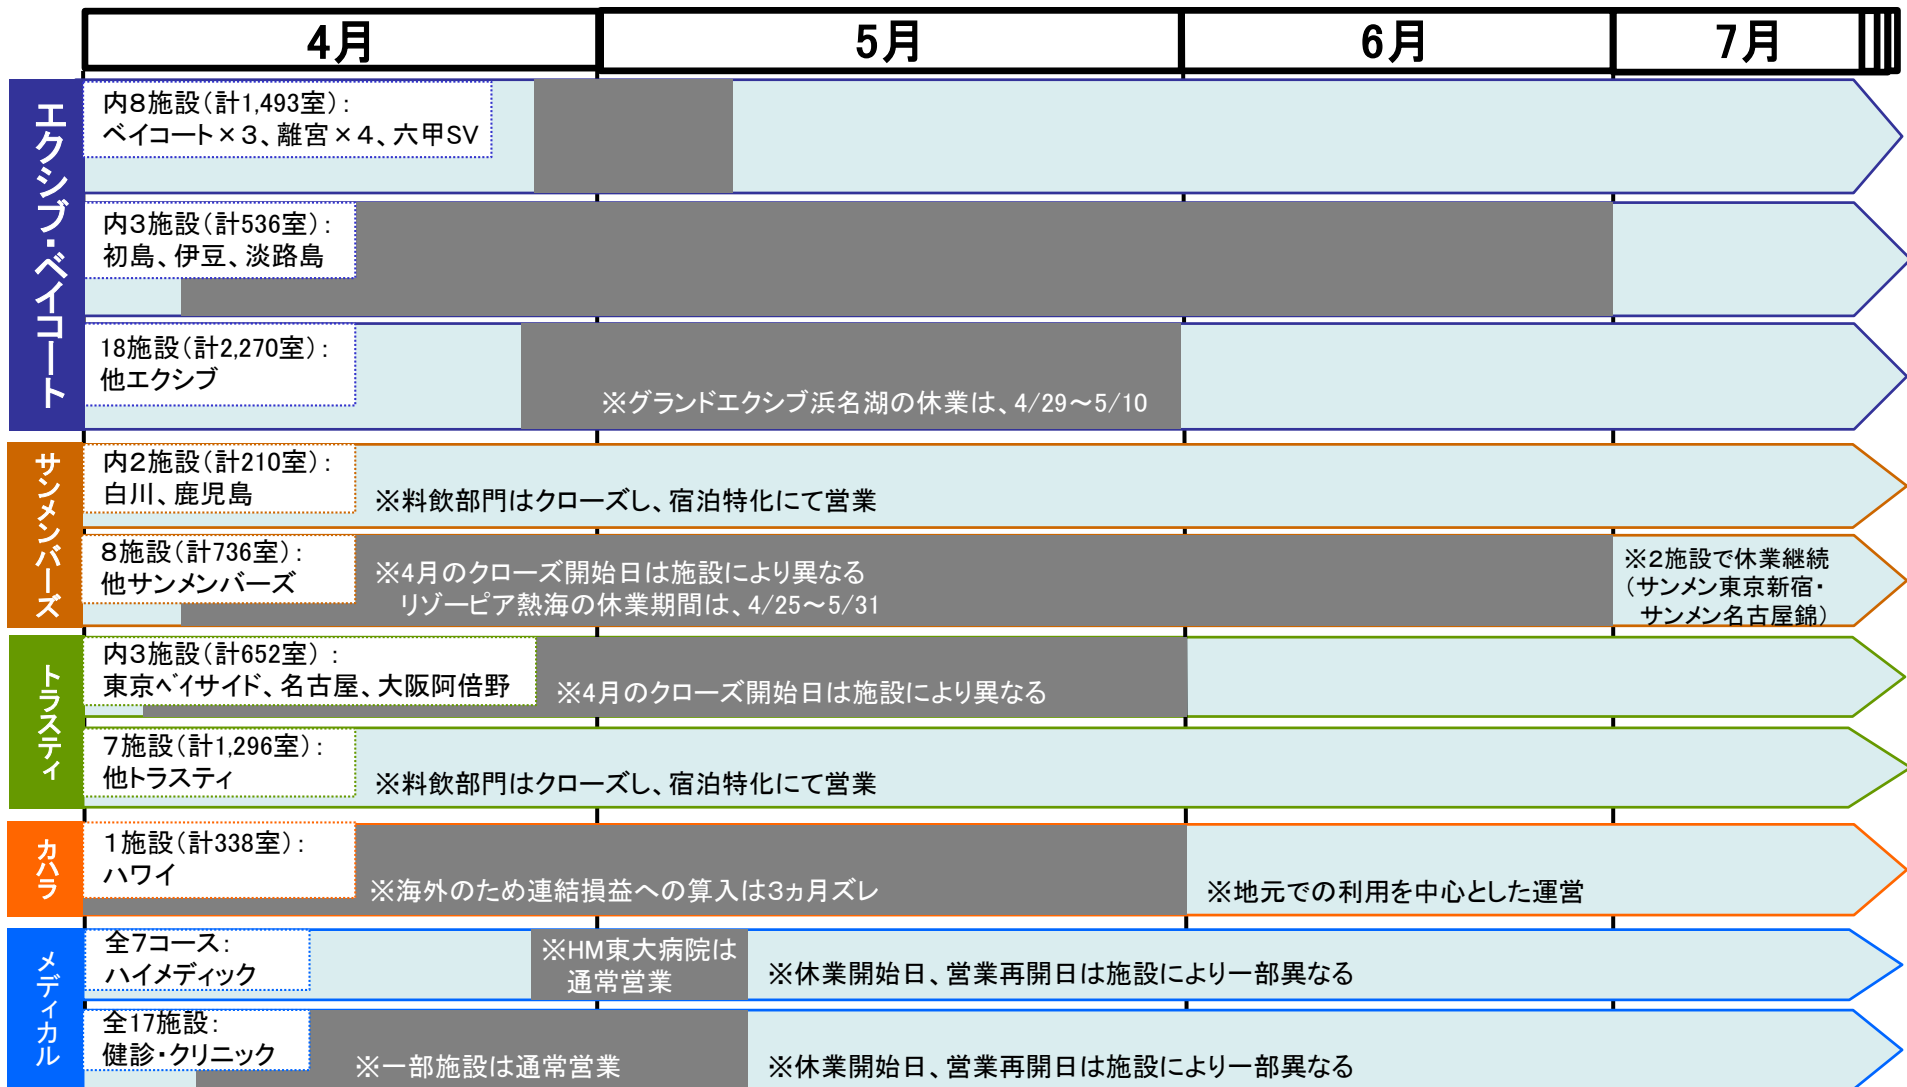 4月
5月
6月
7月
エクシブ・ベイコート
内8施設(計1,493室):
ベイコート×3、離宮×4、六甲SV
内3施設(計536室):
初島、伊豆、淡路島
18施設(計2,270室):
他エクシブ
※グランドエクシブ浜名湖の休業は、4/29～5/10
サンメンバーズ
内2施設(計210室):
白川、鹿児島
※料飲部門はクローズし、宿泊特化にて営業
8施設(計736室):
他サンメンバーズ
※4月のクローズ開始日は施設により異なる
リゾーピア熱海の休業期間は、4/25～5/31
※2施設で休業継続
(サンメン東京新宿・
サンメン名古屋錦)
トラスティ
内3施設(計652室):
東京ベイサイド、名古屋、大阪阿倍野
※4月のクローズ開始日は施設により異なる
7施設(計1,296室):
他トラスティ
※料飲部門はクローズし、宿泊特化にて営業
カハラ
1施設(計338室):
ハワイ
※海外のため連結損益への算入は3ヵ月ズレ
※地元での利用を中心とした運営
メディカル
全7コース:
ハイメディック
※HM東大病院は
通常営業
※休業開始日、営業再開日は施設により一部異なる
全17施設:
健診・クリニック
※一部施設は通常営業
※休業開始日、営業再開日は施設により一部異なる